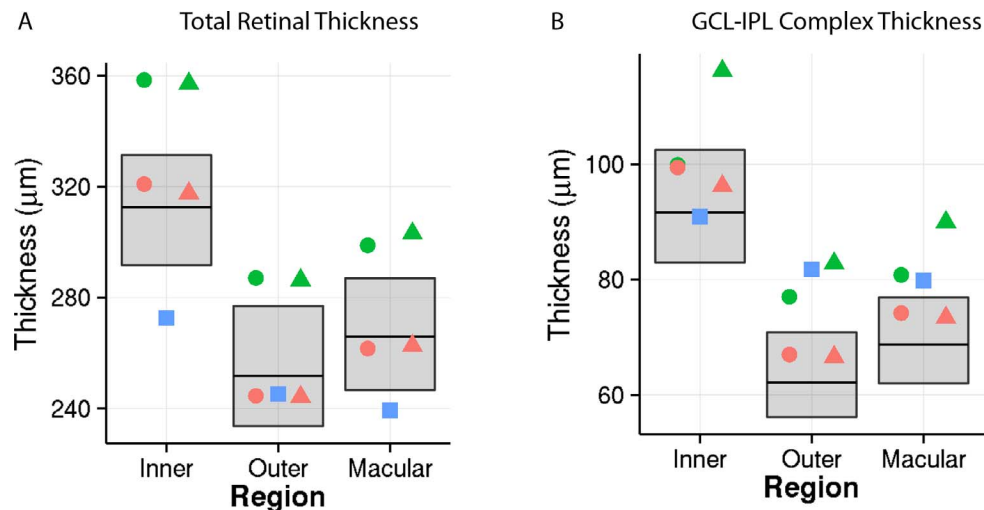 A Total Retinal Thickness
Thickness (μm)
360
320
280
240
Inner Outer Macular
Region
B GCL-IPL Complex Thickness
Thickness (μm)
100
80
60
Inner Outer Macular
Region